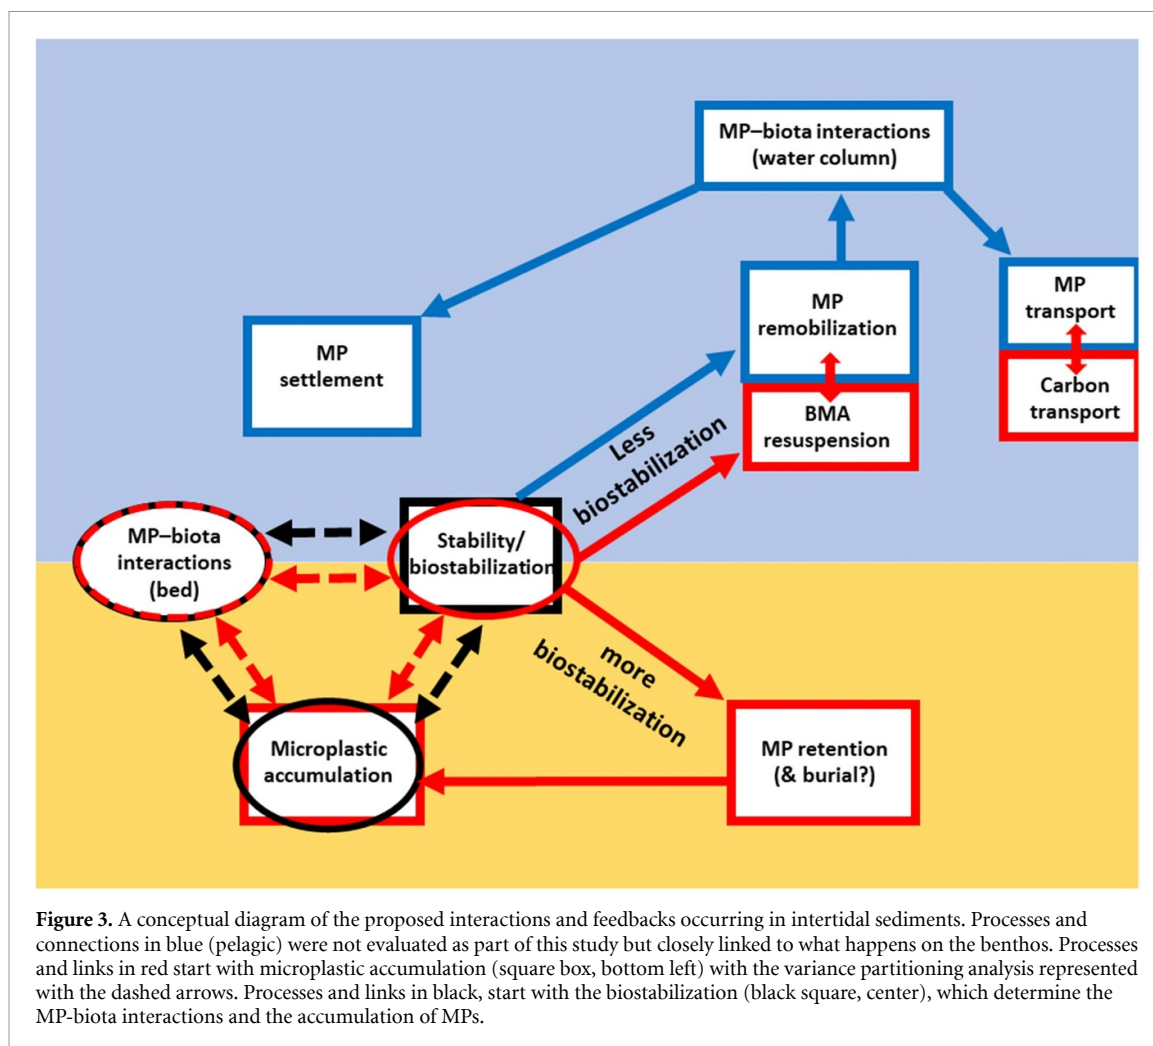 MP–biota interactions
(water column)
MP
transport
MP
remobilization
MP
settlement
Carbon
transport
BMA
resuspension
Less
biostabilization
MP–biota
interactions
(bed)
Stability/
biostabilization
more
biostabilization
Microplastic
accumulation
MP retention
(& burial?)
Figure 3. A conceptual diagram of the proposed interactions and feedbacks occurring in intertidal sediments. Processes and
connections in blue (pelagic) were not evaluated as part of this study but closely linked to what happens on the benthos. Processes
and links in red start with microplastic accumulation (square box, bottom left) with the variance partitioning analysis represented
with the dashed arrows. Processes and links in black, start with the biostabilization (black square, center), which determine the
MP-biota interactions and the accumulation of MPs.